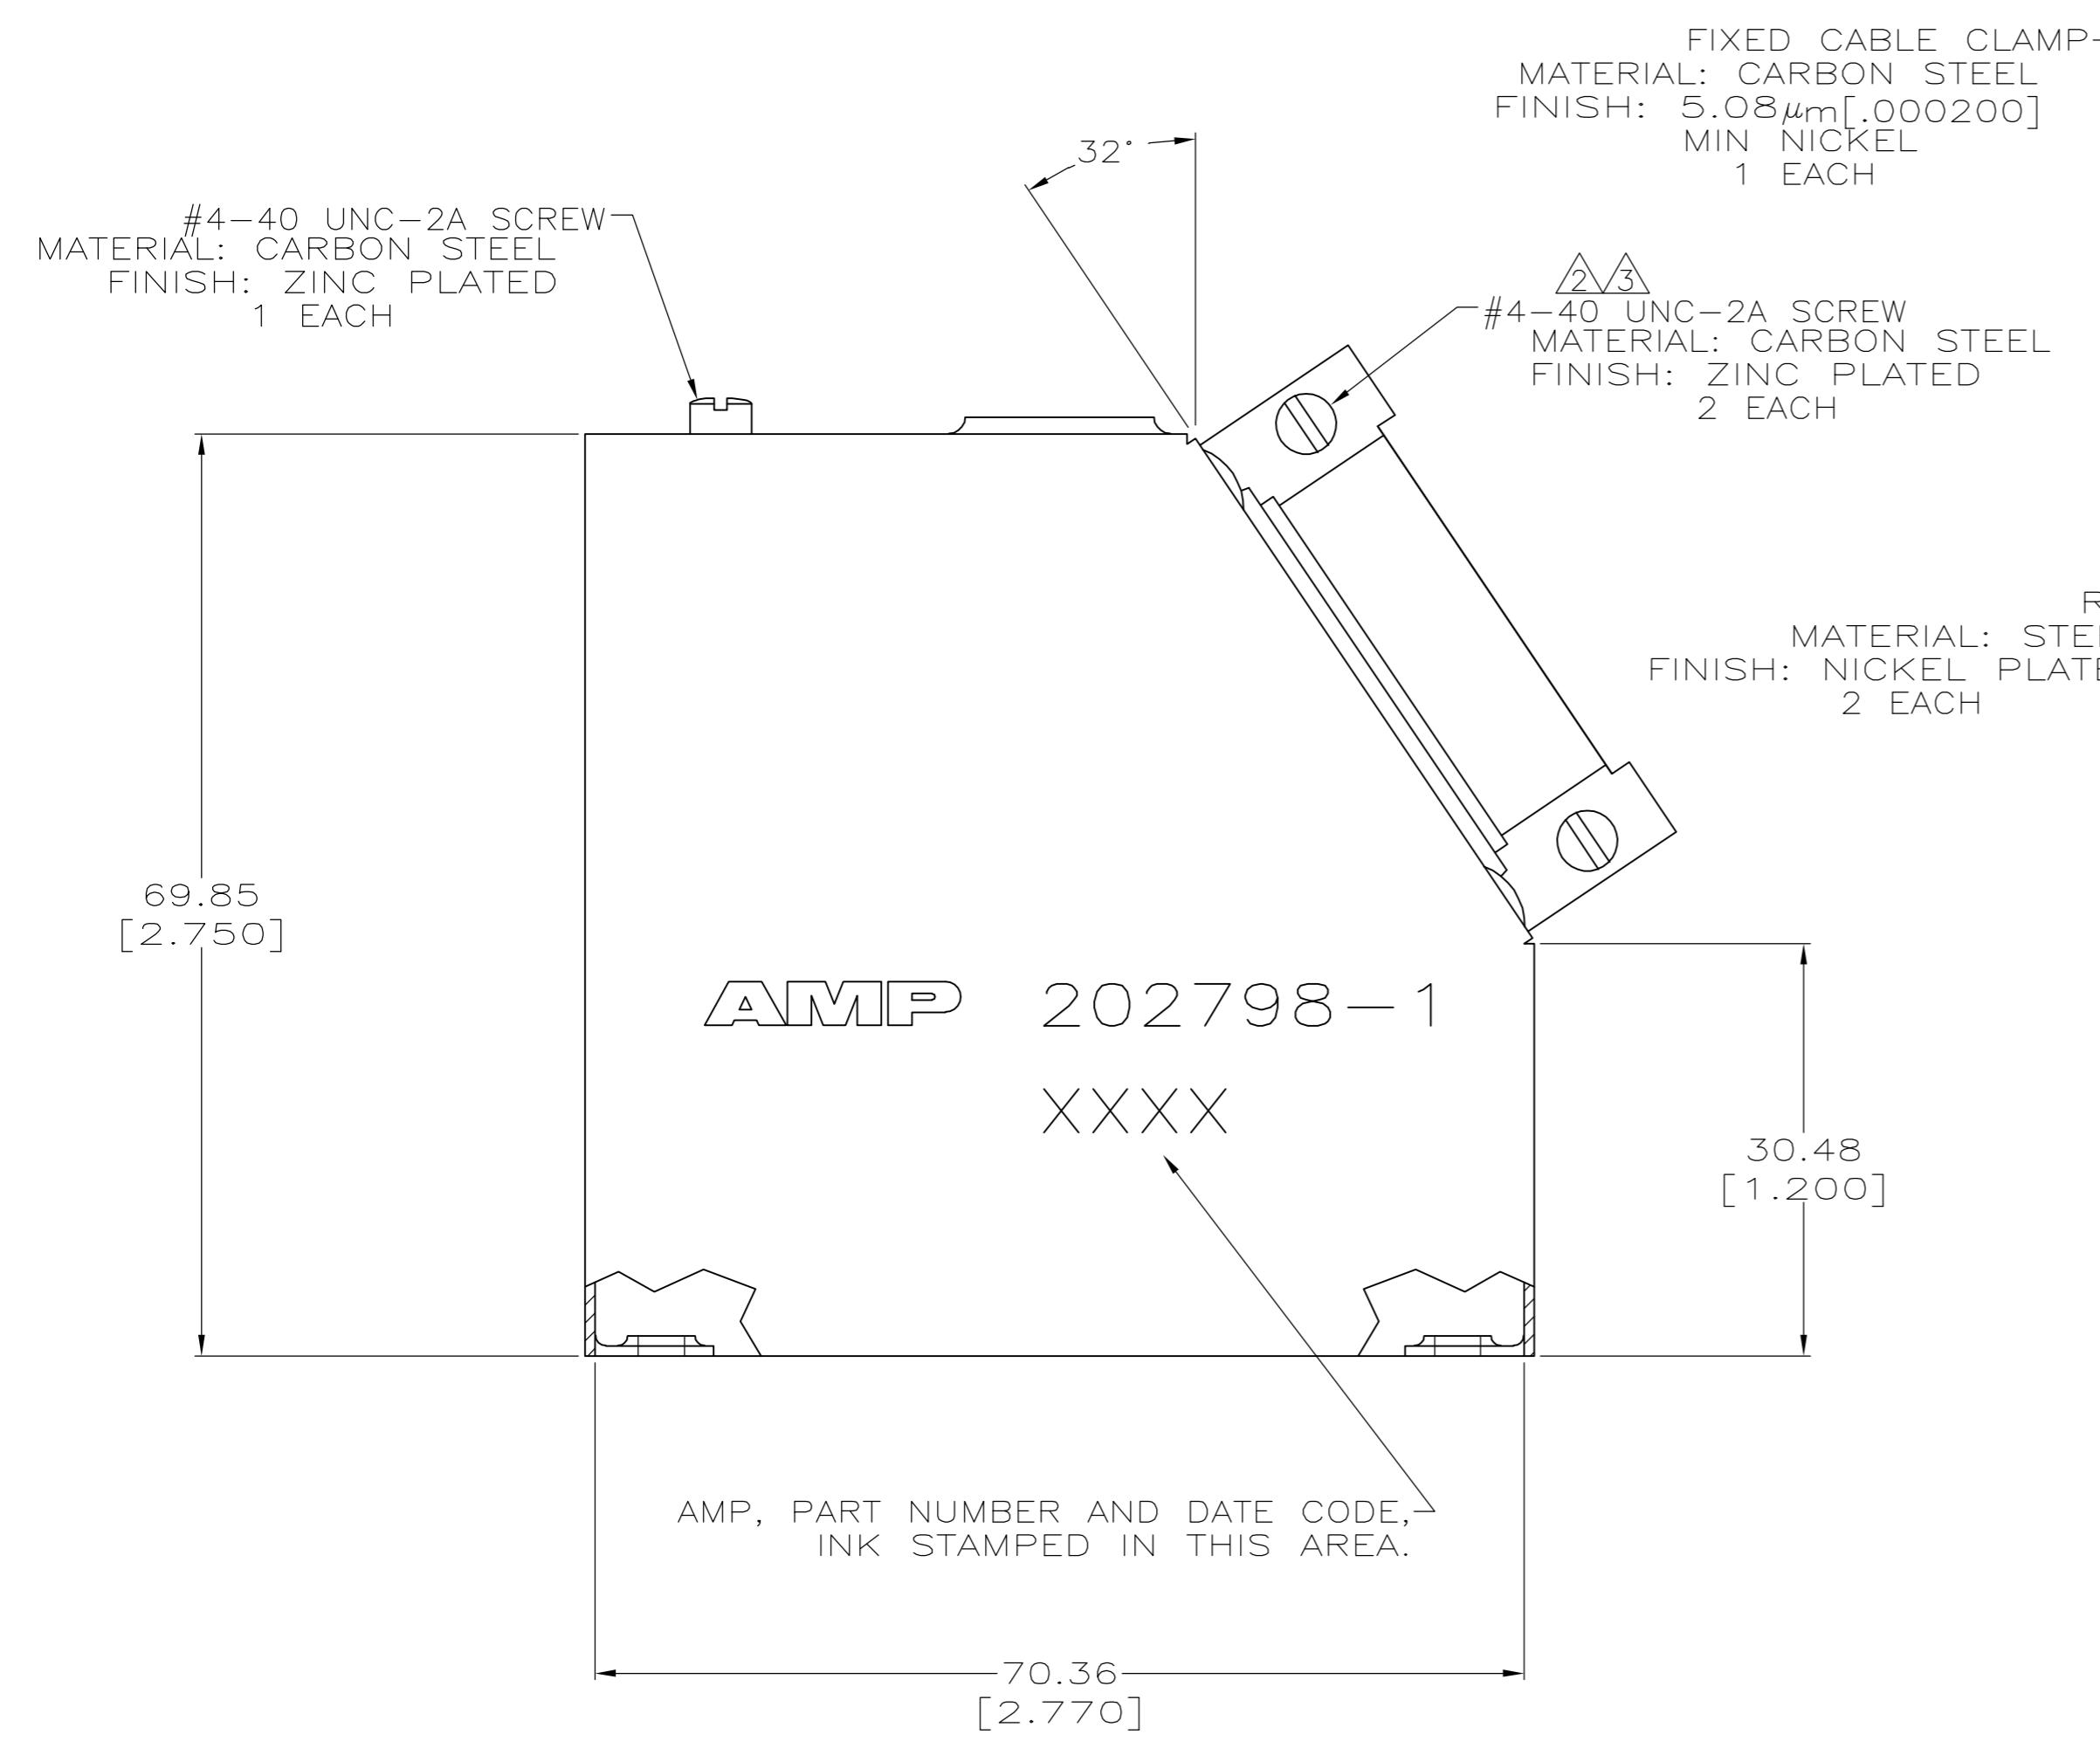 FIXED CABLE CLAMP
MATERIAL: CARBON STEEL
FINISH: 5.08μm[.000200]
MIN NICKEL
1 EACH
32°
#4-40 UNC-2A SCREW
MATERIAL: CARBON STEEL
FINISH: ZINC PLATED
1 EACH
2 3
#4-40 UNC-2A SCREW
MATERIAL: CARBON STEEL
FINISH: ZINC PLATED
2 EACH
MATERIAL:
FINISH: NICKEL
2 EACH
69.85
[2.750]
AMP 202798-1
XXXX
30.48
[1.200]
AMP, PART NUMBER AND DATE CODE,
INK STAMPED IN THIS AREA.
70.36
[2.770]